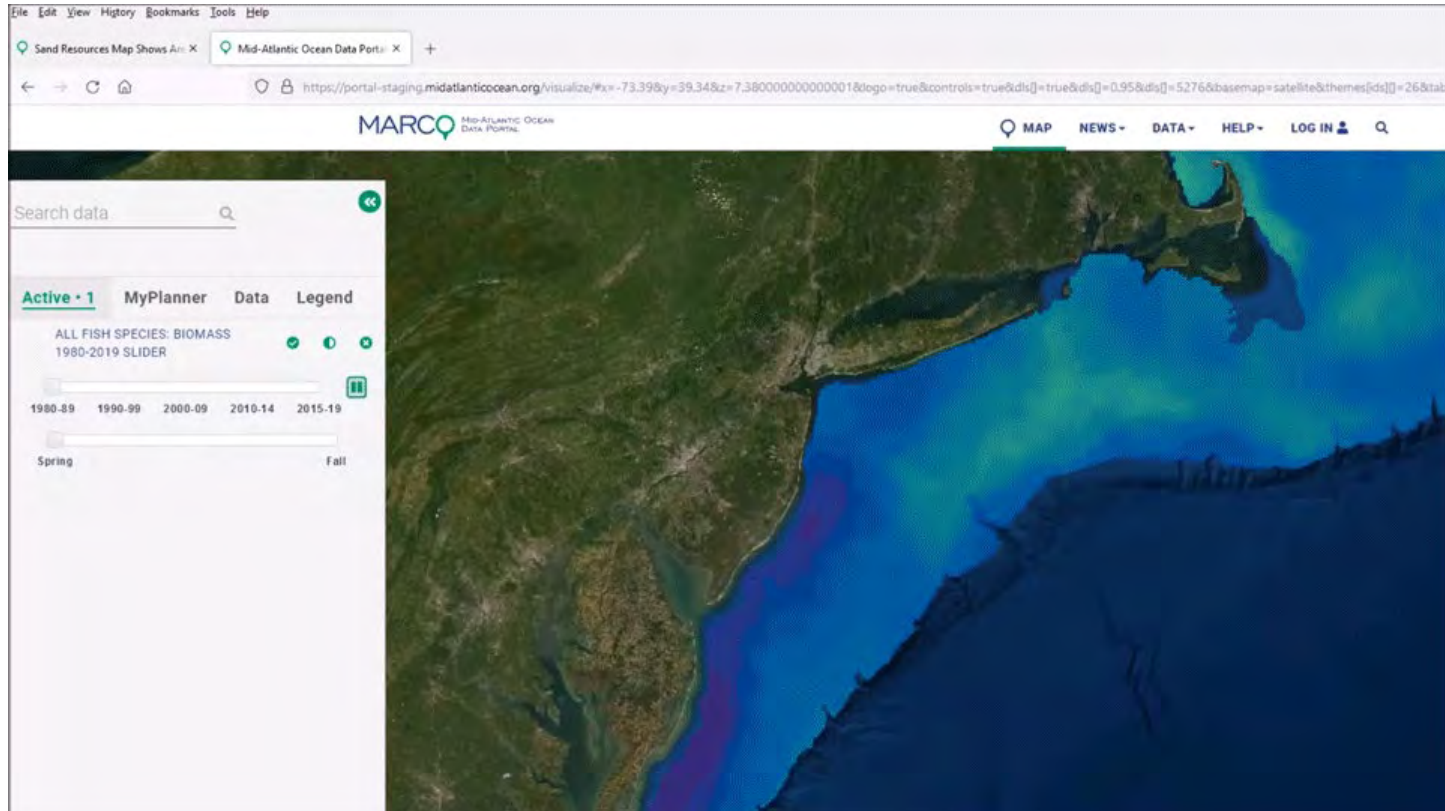 File Edit View History Bookmarks Tools Help
Sand Resources Map Shows Are
Mid-Atlantic Ocean Data Porta
https://portal-staging.midatlanticocean.org/visualize/#x=-73.39&y=39.34&z=7.380000000000001&logo=true&controls=true&dls[]=true&dls[]=0.95&dls[]=5276&basemap=satellite&themes[ids][]=26&tab
MARCO MID-ATLANTIC OCEAN
DATA PORTAL
MAP NEWS DATA HELP LOG IN
Search data
Active • 1 MyPlanner Data Legend
ALL FISH SPECIES: BIOMASS
1980-2019 SLIDER
1980-89 1990-99 2000-09 2010-14 2015-19
Spring Fall